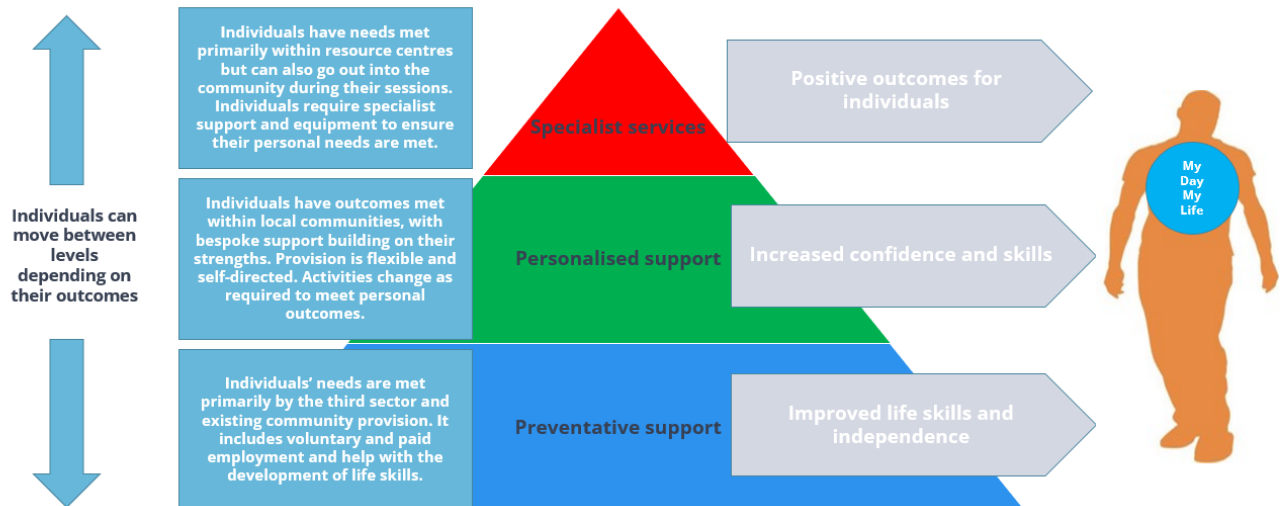 Individuals can
move between
levels
depending on
their outcomes
Individuals have needs met
primarily within resource centres
but can also go out into the
community during their sessions.
Individuals require specialist
support and equipment to ensure
their personal needs are met.
Specialist services
Positive outcomes for
individuals
Individuals have outcomes met
within local communities, with
bespoke support building on their
strengths. Provision is flexible and
self-directed. Activities change as
required to meet personal
outcomes.
Personalised support
Increased confidence and skills
Individuals’ needs are met
primarily by the third sector and
existing community provision. It
includes voluntary and paid
employment and help with the
development of life skills.
Preventative support
Improved life skills and
independence
My
Day
My
Life